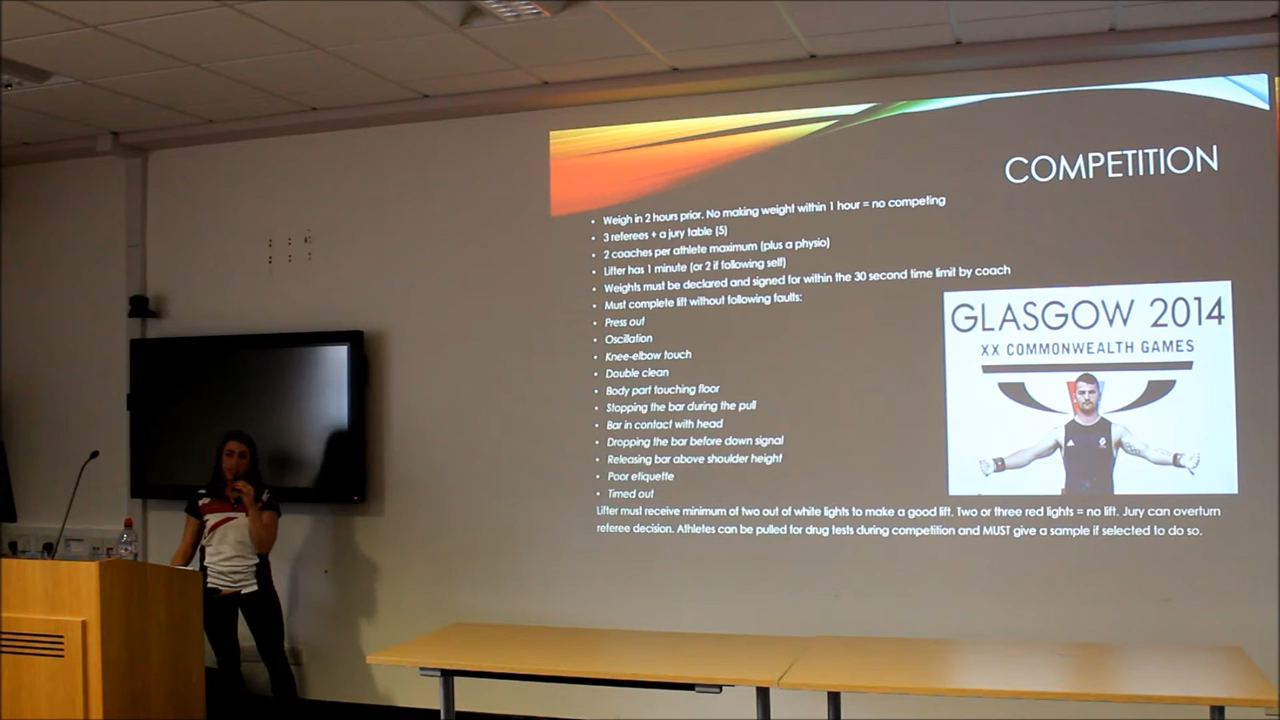 COMPETITION
• Weigh in 2 hours prior. No making weight within 1 hour = no competing
• 3 referees + a jury table (5)
• 2 coaches per athlete maximum (plus a physio)
• Lifter has 1 minute (or 2 if following self)
• Weights must be declared and signed for within the 30 second time limit by coach
• Must complete lift without following faults:
• Press out
• Oscillation
• Knee-elbow touch
• Double clean
• Body part touching floor
• Stopping the bar during the pull
• Bar in contact with head
• Dropping the bar before down signal
• Releasing bar above shoulder height
• Poor etiquette
• Timed out
Lifter must receive minimum of two out of white lights to make a good lift. Two or three red lights = no lift. Jury can overturn
referee decision. Athletes can be pulled for drug tests during competition and MUST give a sample if selected to do so.
GLASGOW 2014
XX COMMONWEALTH GAMES